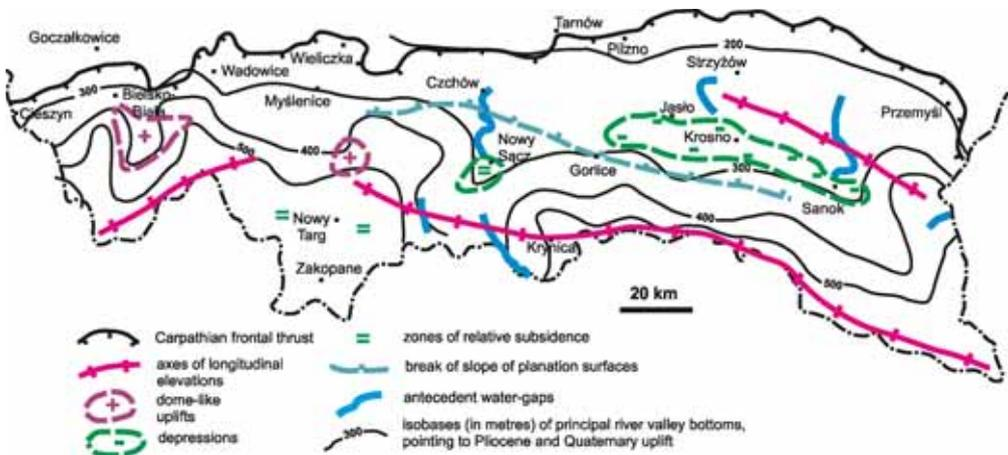 Tarnów
Goczałkowice
Pilzno
200
Wieliczka
Strzyżów
Wadowice
Czchów
300
Bielsko-
Biała
Myślenice
Cieszyn
Jasło
Przemyśl
Krosno
400
Nowy
Sącz
500
Gorlice
300
Sanok
Nowy
Targ
400
Krynica
Zakopane
500
20 km
Carpathian frontal thrust
axes of longitudinal
elevations
dome-like
uplifts
depressions
zones of relative subsidence
break of slope of planation surfaces
antecedent water-gaps
300
isobases (in metres) of principal river valley bottoms,
pointing to Pliocene and Quaternary uplift